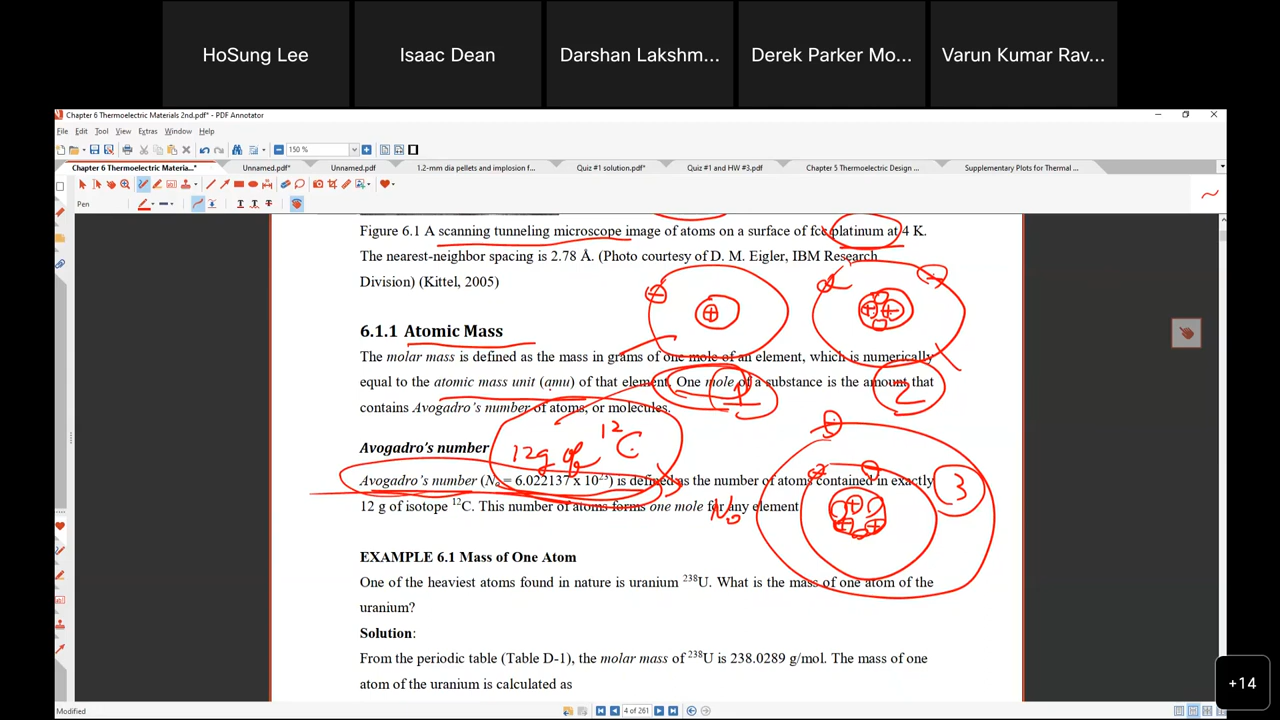 HoSung Lee
Isaac Dean
Darshan Lakshm...
Derek Parker Mo...
Varun Kumar Rav...
Chapter 6 Thermoelectric Materials 2nd.pdf* - PDF Annotator
File Edit Tool View Extras Window Help
150 %
Chapter 6 Thermoelectric Materials...* Unnamed.pdf* Unnamed.pdf 1.2-mm dia pellets and implosion f... Quiz #1 solution.pdf* Quiz #1 and HW #3.pdf Chapter 5 Thermoelectric Design ... Supplementary Plots for Thermal ...
Pen
Figure 6.1 A scanning tunneling microscope image of atoms on a surface of fcc platinum at 4 K.
The nearest-neighbor spacing is 2.78 Å. (Photo courtesy of D. M. Eigler, IBM Research
Division) (Kittel, 2005)
6.1.1 Atomic Mass
The molar mass is defined as the mass in grams of one mole of an element, which is numerically
equal to the atomic mass unit (amu) of that element. One mole of a substance is the amount that
contains Avogadro's number of atoms, or molecules.
1
2
12g of ¹²C
3
N₀
Avogadro's number
Avogadro's number (Nₐ = 6.022137 x 10²³) is defined as the number of atoms contained in exactly
12 g of isotope ¹²C. This number of atoms forms one mole for any element
EXAMPLE 6.1 Mass of One Atom
One of the heaviest atoms found in nature is uranium ²³⁸U. What is the mass of one atom of the
uranium?
Solution:
From the periodic table (Table D-1), the molar mass of ²³⁸U is 238.0289 g/mol. The mass of one
atom of the uranium is calculated as
+14
Modified
4 of 261